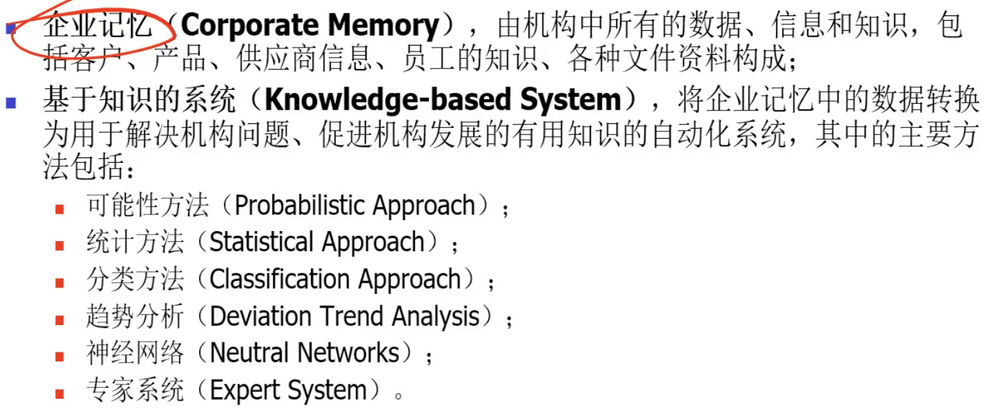 企业记忆（Corporate Memory），由机构中所有的数据、信息和知识，包
括客户、产品、供应商信息、员工的知识、各种文件资料构成；
基于知识的系统（Knowledge-based System），将企业记忆中的数据转换
为用于解决机构问题、促进机构发展的有用知识的自动化系统，其中的主要方
法包括：
可能性方法（Probabilistic Approach）；
统计方法（Statistical Approach）；
分类方法（Classification Approach）；
趋势分析（Deviation Trend Analysis）；
神经网络（Neutral Networks）；
专家系统（Expert System）。